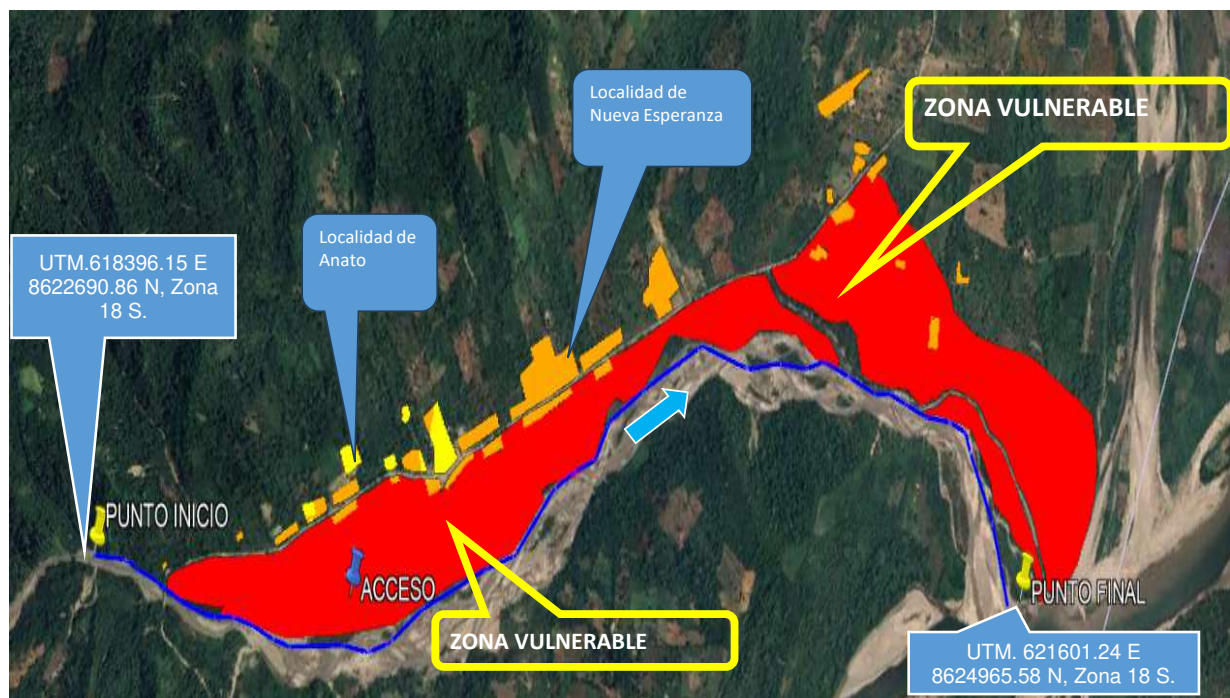 Localidad de
Nueva Esperanza
ZONA VULNERABLE
Localidad de
Anato
UTM.618396.15 E
8622690.86 N, Zona
18 S.
PUNTO INICIO
ACCESO
PUNTO FINAL
ZONA VULNERABLE
UTM. 621601.24 E
8624965.58 N, Zona 18 S.